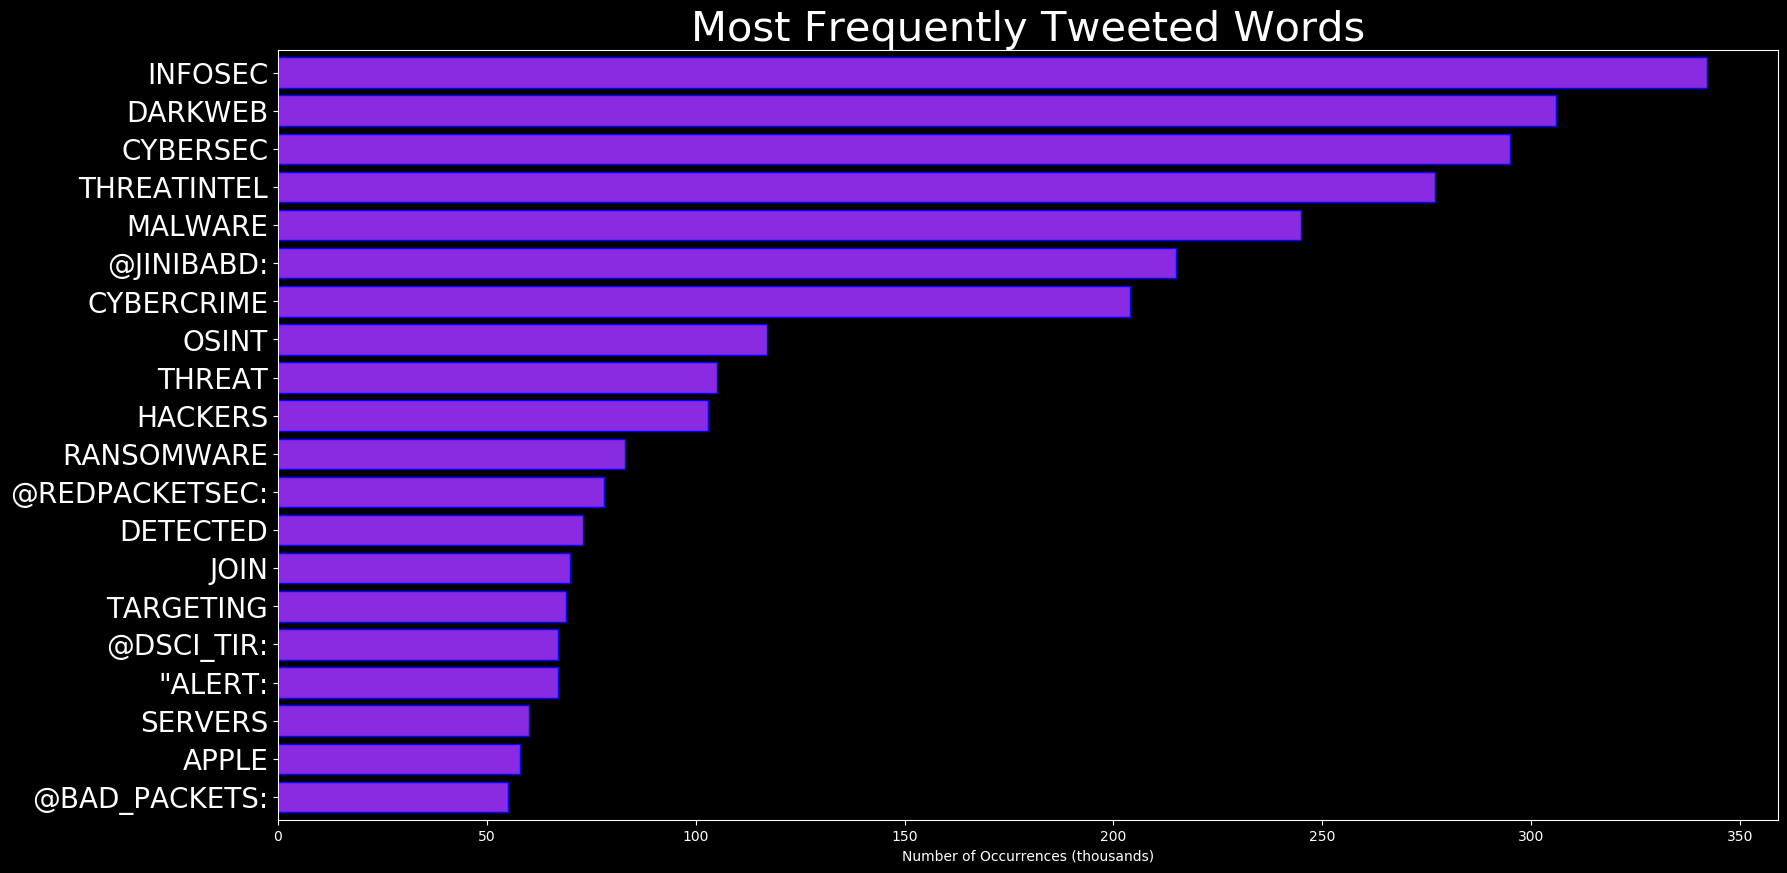 Most Frequently Tweeted Words
INFOSEC
DARKWEB
CYBERSEC
THREATINTEL
MALWARE
@JINIBABD:
CYBERCRIME
OSINT
THREAT
HACKERS
RANSOMWARE
@REDPACKETSEC:
DETECTED
JOIN
TARGETING
@DSCI_TIR:
"ALERT:
SERVERS
APPLE
@BAD_PACKETS:
0 50 100 150 200 250 300 350
Number of Occurrences (thousands)